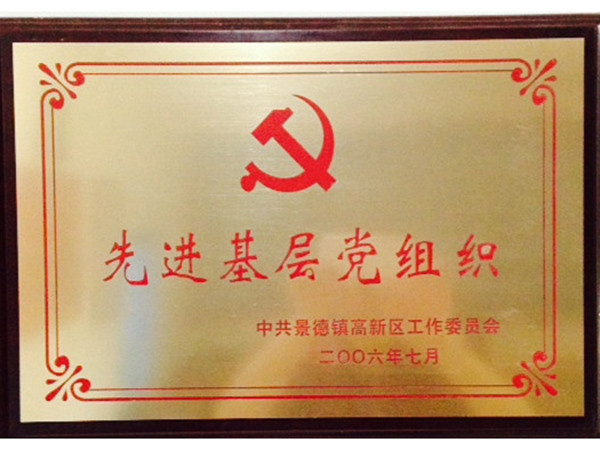 先进基层党组织
中共景德镇高新区工作委员会
二〇〇六年七月